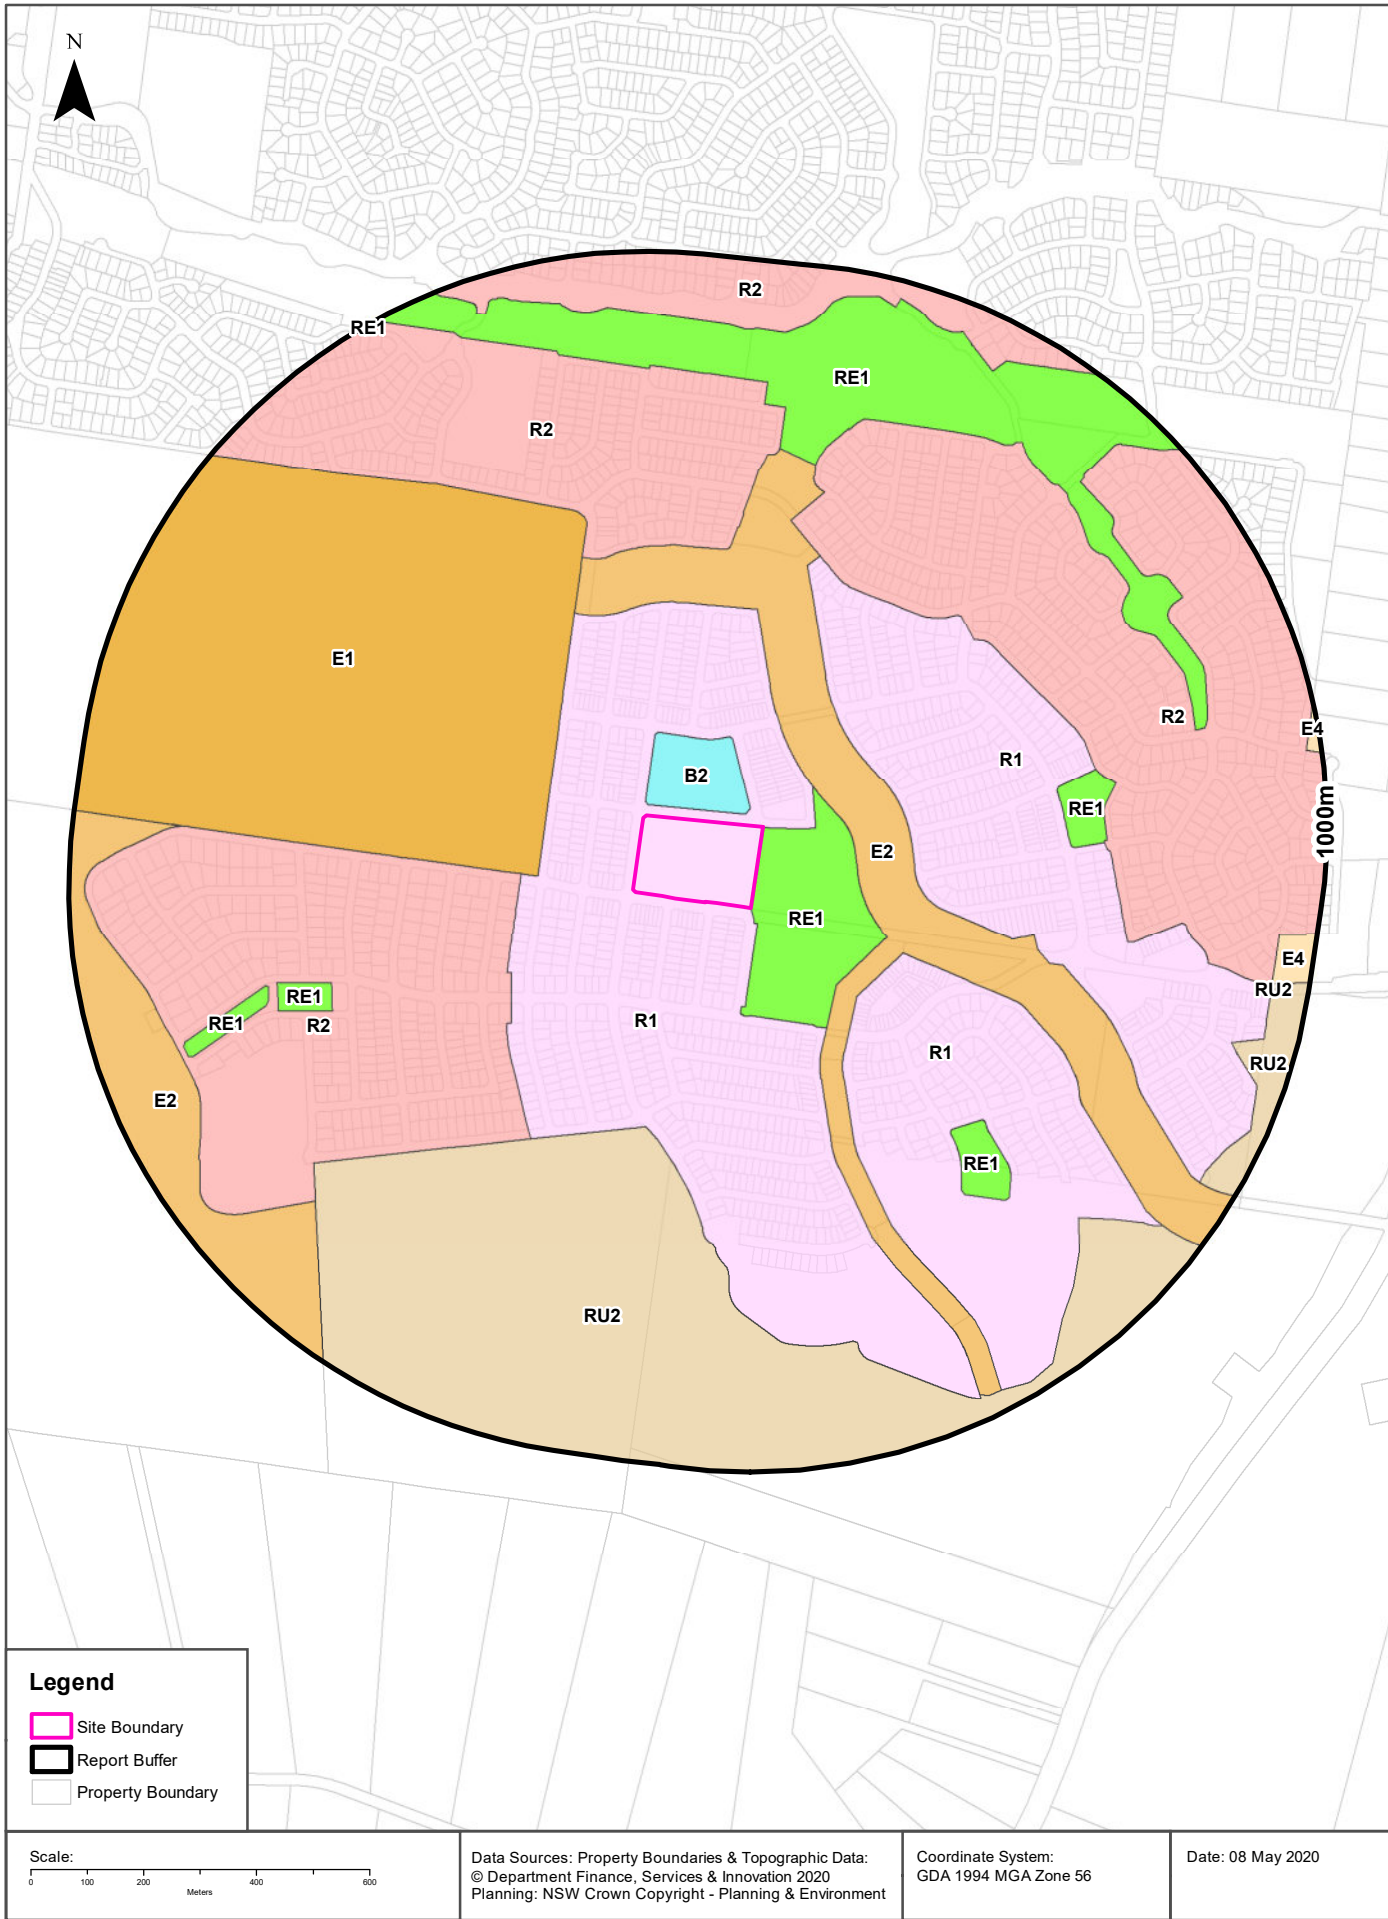 N
R2
RE1
RE1
R2
E1
R2
E4
R1
B2
RE1
1000m
E2
RE1
E4
RU2
RE1
RE1
R2
R1
R1
RU2
E2
RE1
RU2
Legend
Site Boundary
Report Buffer
Property Boundary
Scale:
0 100 200 400 600
Meters
Data Sources: Property Boundaries & Topographic Data:
© Department Finance, Services & Innovation 2020
Planning: NSW Crown Copyright - Planning & Environment
Coordinate System:
GDA 1994 MGA Zone 56
Date: 08 May 2020